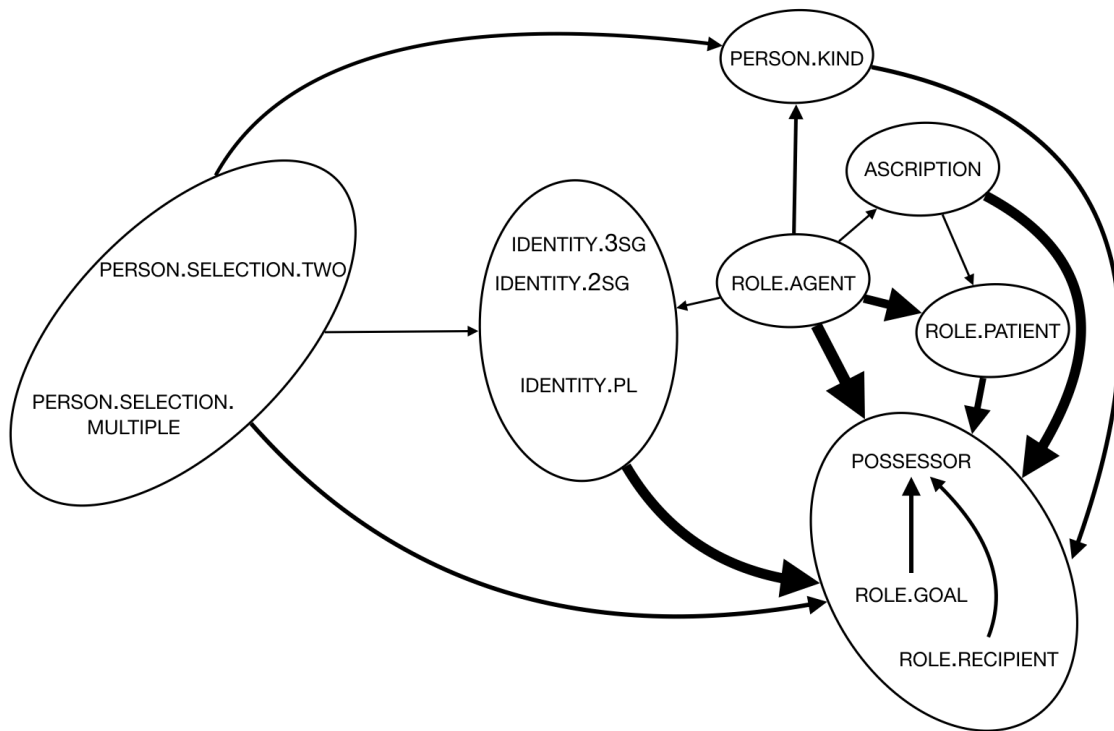 PERSON.KIND
ASCRIPTION
PERSON.SELECTION.TWO
IDENTITY.3SG
IDENTITY.2SG
ROLE.AGENT
ROLE.PATIENT
IDENTITY.PL
PERSON.SELECTION.
MULTIPLE
POSSESSOR
ROLE.GOAL
ROLE.RECIPIENT